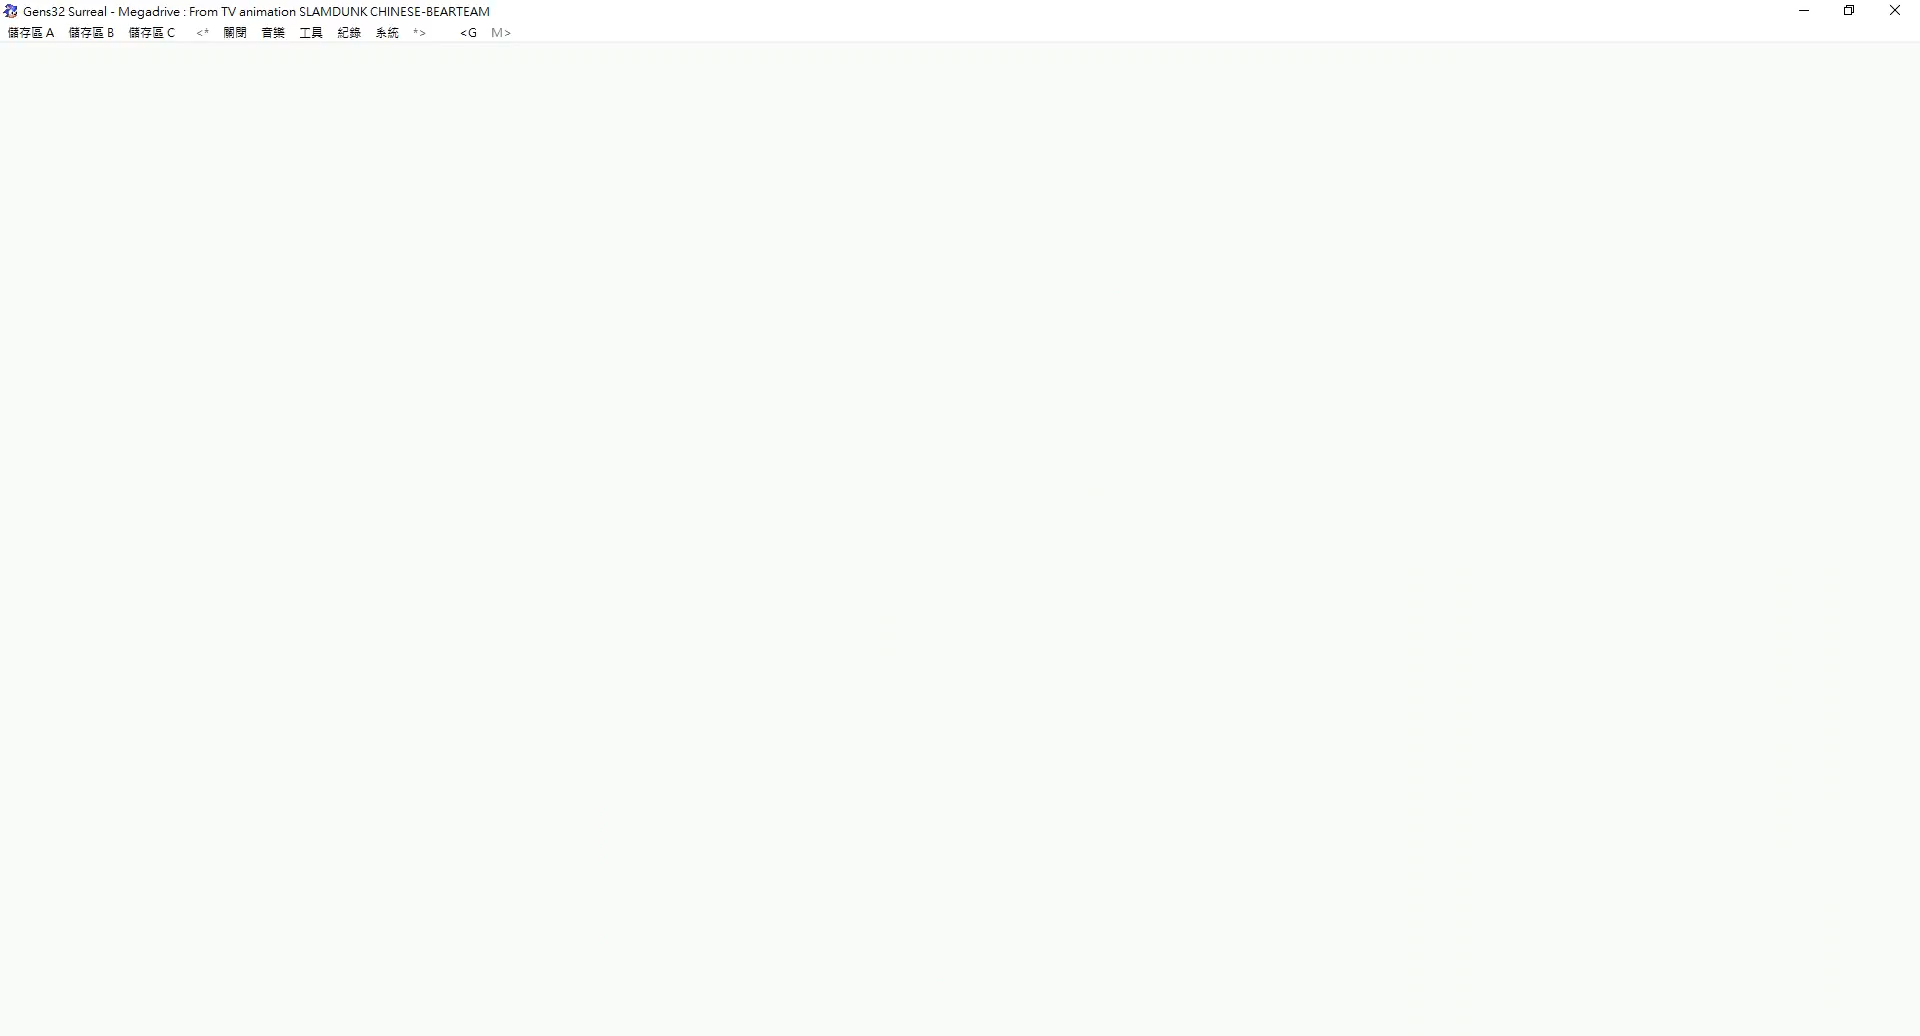 Gens32 Surreal - Megadrive : From TV animation SLAMDUNK CHINESE-BEARTEAM
儲存區 A 儲存區 B 儲存區 C <* 關閉 音樂 工具 紀錄 系統 *> <G M>